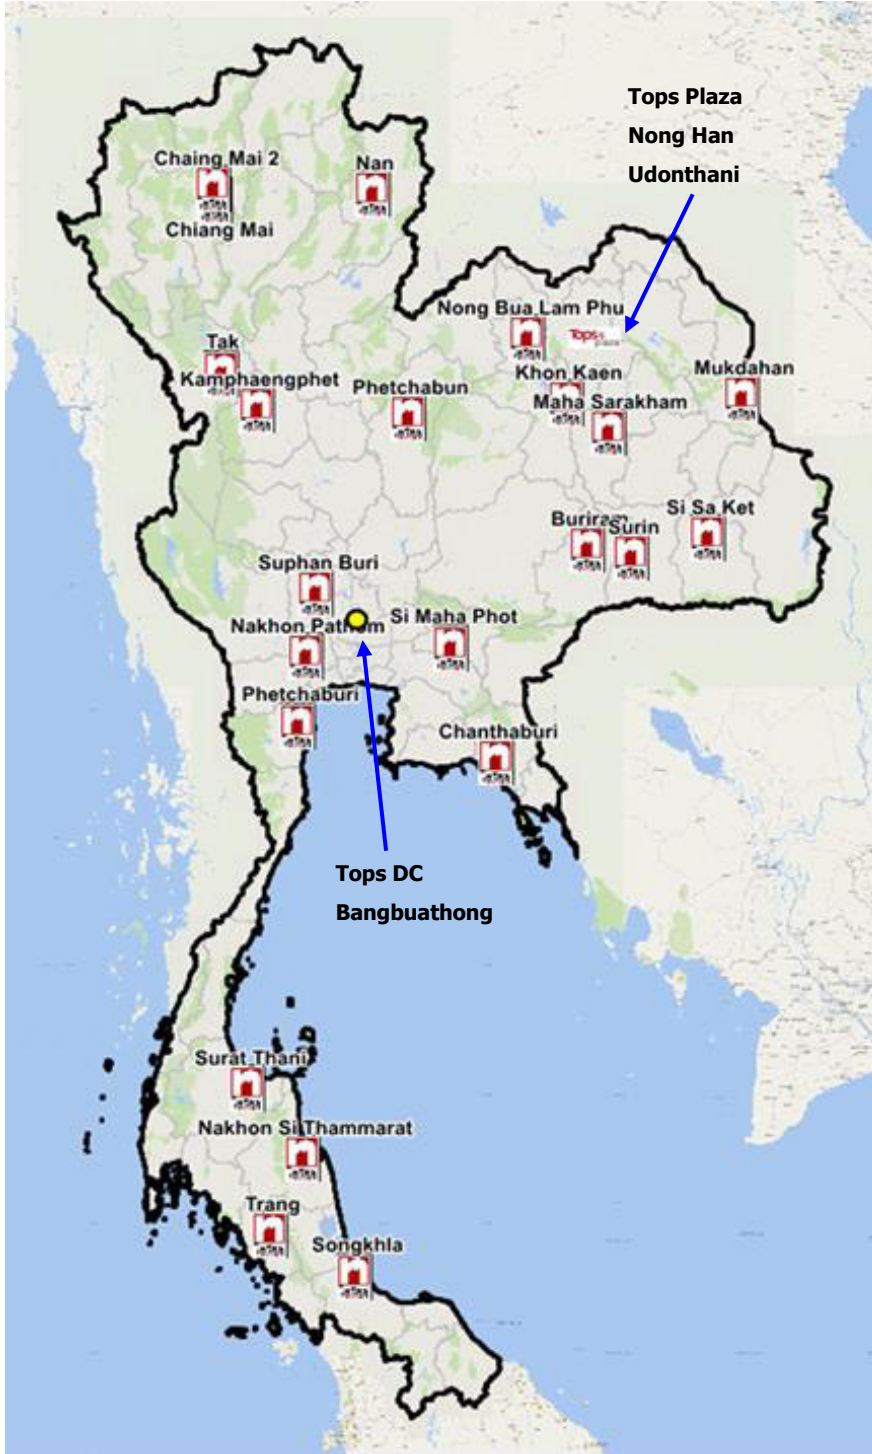 Tops Plaza
Nong Han
Udonthani
Chaing Mai 2
Nan
Chiang Mai
Nong Bua Lam Phu
Tops
plaza
Tak
Khon Kaen
Mukdahan
Kamphaengphet
Phetchabun
Maha Sarakham
Si Sa Ket
Buriram
Surin
Suphan Buri
Si Maha Phot
Nakhon Pathom
Phetchaburi
Chanthaburi
Tops DC
Bangbuathong
Surat Thani
Nakhon Si Thammarat
Trang
Songkhla